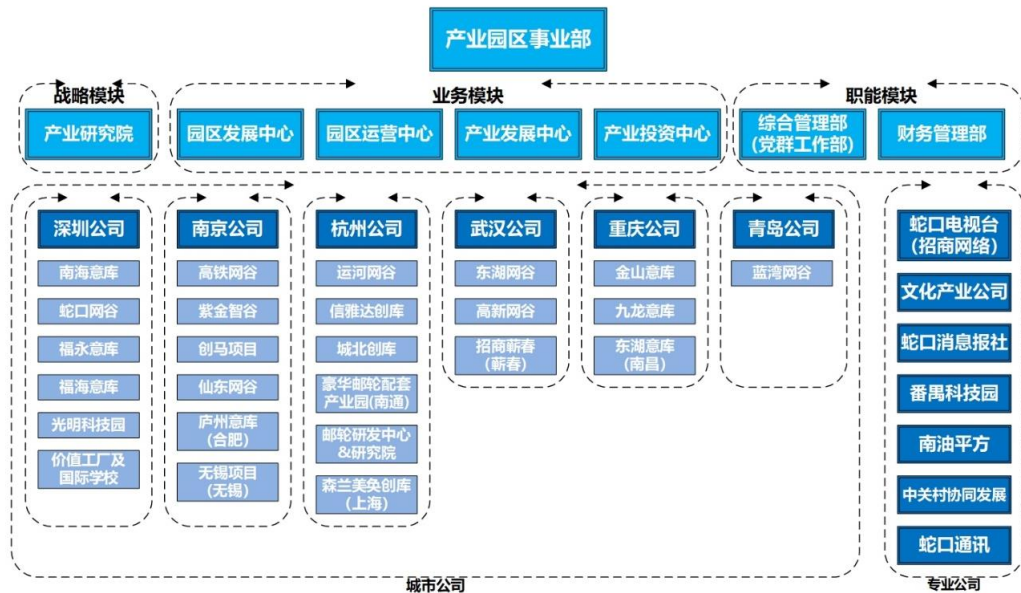 产业园区事业部
战略模块
业务模块
职能模块
产业研究院
园区发展中心
园区运营中心
产业发展中心
产业投资中心
综合管理部
(党群工作部)
财务管理部
深圳公司
南海意库
蛇口网谷
福永意库
福海意库
光明科技园
价值工厂及
国际学校
南京公司
高铁网谷
紫金智谷
创马项目
仙东网谷
庐州意库
(合肥)
无锡项目
(无锡)
杭州公司
运河网谷
信雅达创库
城北创库
豪华邮轮配套
产业园(南通)
邮轮研发中心
&研究院
森兰美奂创库
(上海)
武汉公司
东湖网谷
高新网谷
招商蕲春
(蕲春)
重庆公司
金山意库
九龙意库
东湖意库
(南昌)
青岛公司
蓝湾网谷
蛇口电视台
(招商网络)
文化产业公司
蛇口消息报社
番禺科技园
南油平方
中关村协同发展
蛇口通讯
城市公司
专业公司